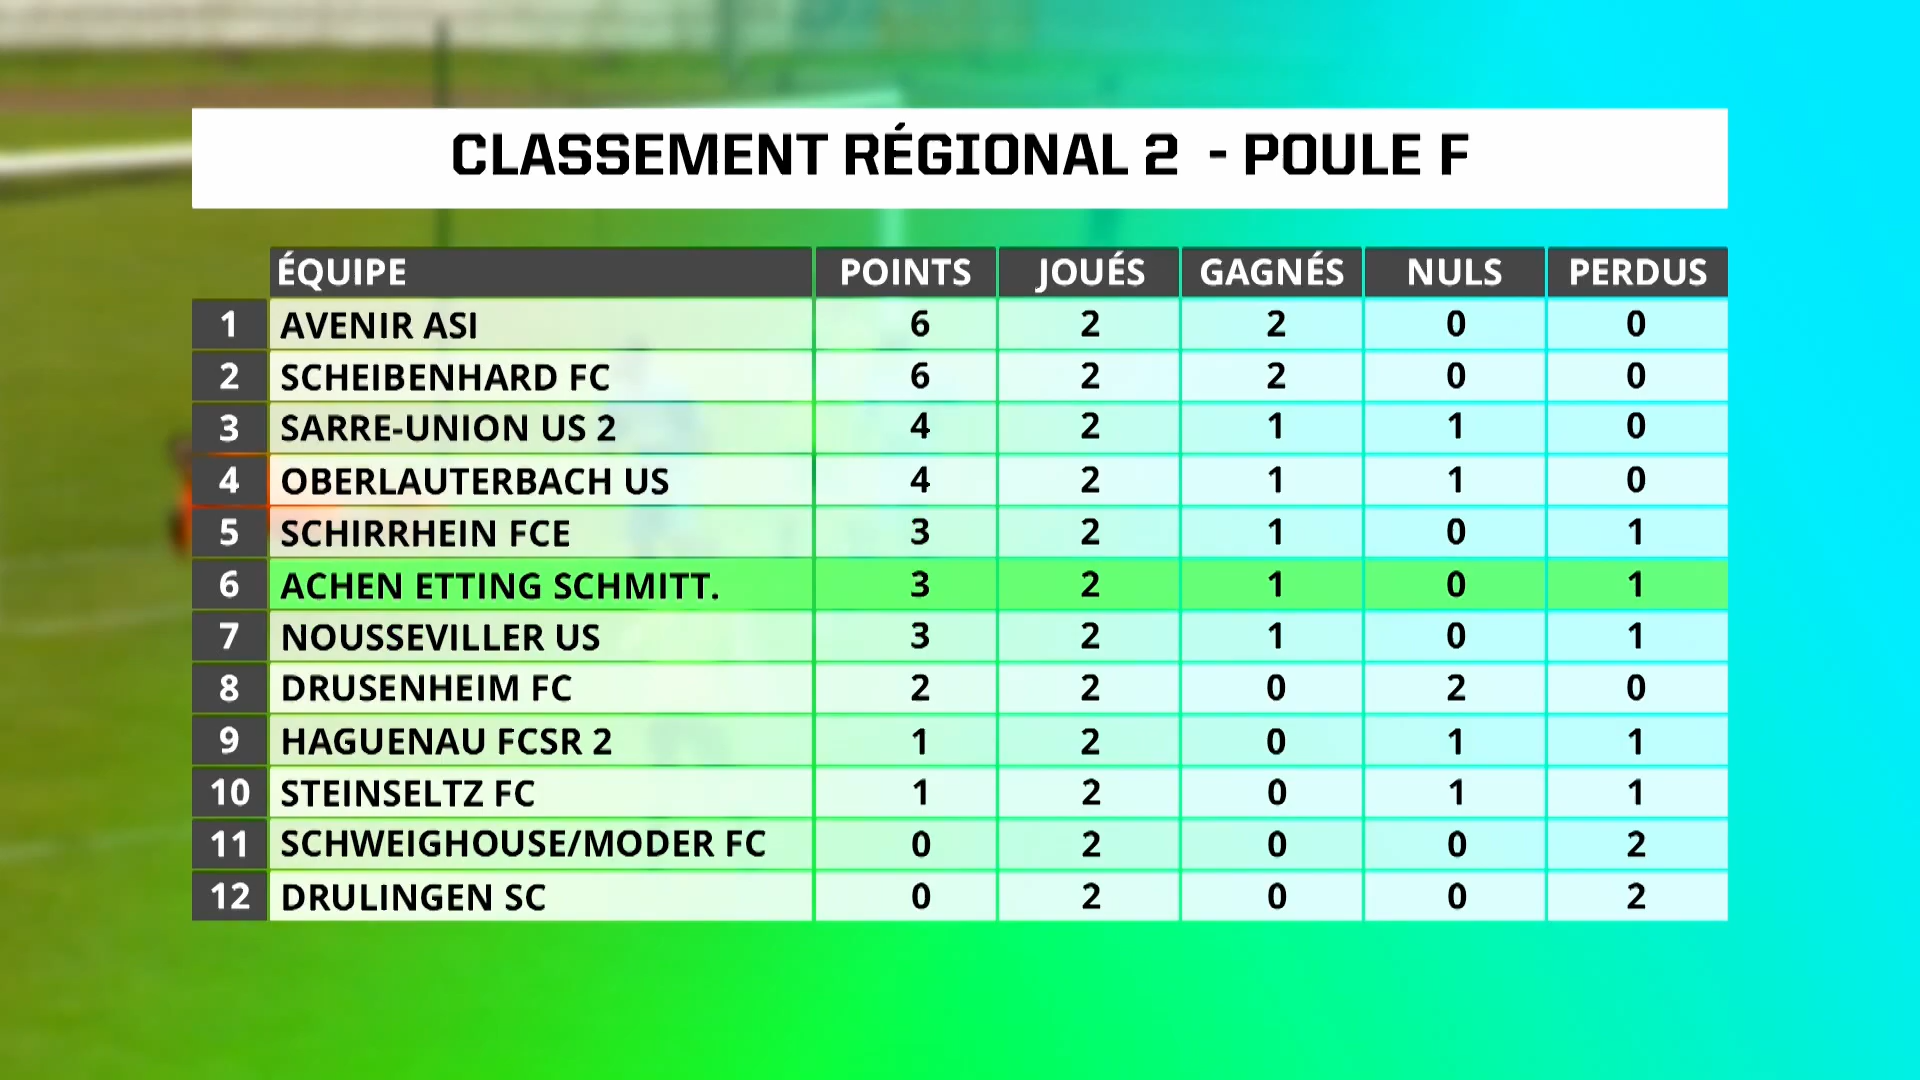 CLASSEMENT RÉGIONAL 2 - POULE F
ÉQUIPE POINTS JOUÉS GAGNÉS NULS PERDUS
1 AVENIR ASI 6 2 2 0 0
2 SCHEIBENHARD FC 6 2 2 0 0
3 SARRE-UNION US 2 4 2 1 1 0
4 OBERLAUTERBACH US 4 2 1 1 0
5 SCHIRRHEIN FCE 3 2 1 0 1
6 ACHEN ETTING SCHMITT. 3 2 1 0 1
7 NOUSSEVILLER US 3 2 1 0 1
8 DRUSENHEIM FC 2 2 0 2 0
9 HAGUENAU FCSR 2 1 2 0 1 1
10 STEINSELTZ FC 1 2 0 1 1
11 SCHWEIGHOUSE/MODER FC 0 2 0 0 2
12 DRULINGEN SC 0 2 0 0 2